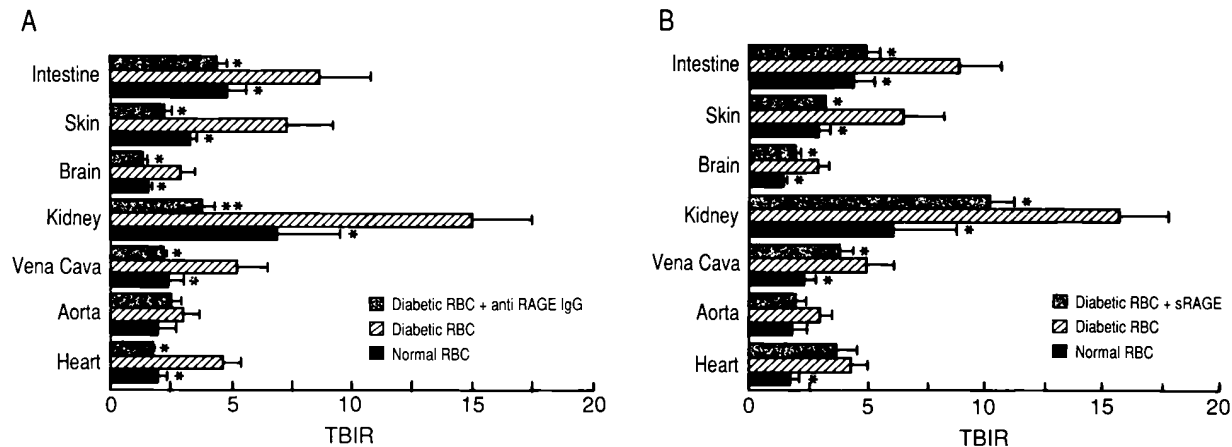 A
Intestine
*
*
Skin
*
*
Brain
*
*
Kidney
**
*
Vena Cava
*
*
Aorta
Heart
*
*
Diabetic RBC + anti RAGE IgG
Diabetic RBC
Normal RBC
0 5 10 15 20
TBIR
B
Intestine
*
*
Skin
*
*
Brain
*
*
Kidney
*
*
Vena Cava
*
*
Aorta
Heart
*
Diabetic RBC + sRAGE
Diabetic RBC
Normal RBC
0 5 10 15 20
TBIR